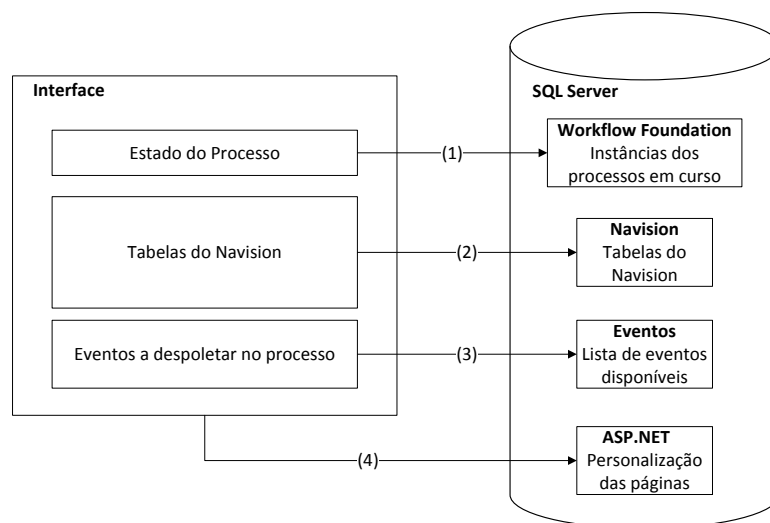 Interface
SQL Server
Estado do Processo
(1)
Workflow Foundation
Instâncias dos
processos em curso
Tabelas do Navision
(2)
Navision
Tabelas do
Navision
Eventos a despoletar no processo
(3)
Eventos
Lista de eventos
disponíveis
(4)
ASP.NET
Personalização
das páginas